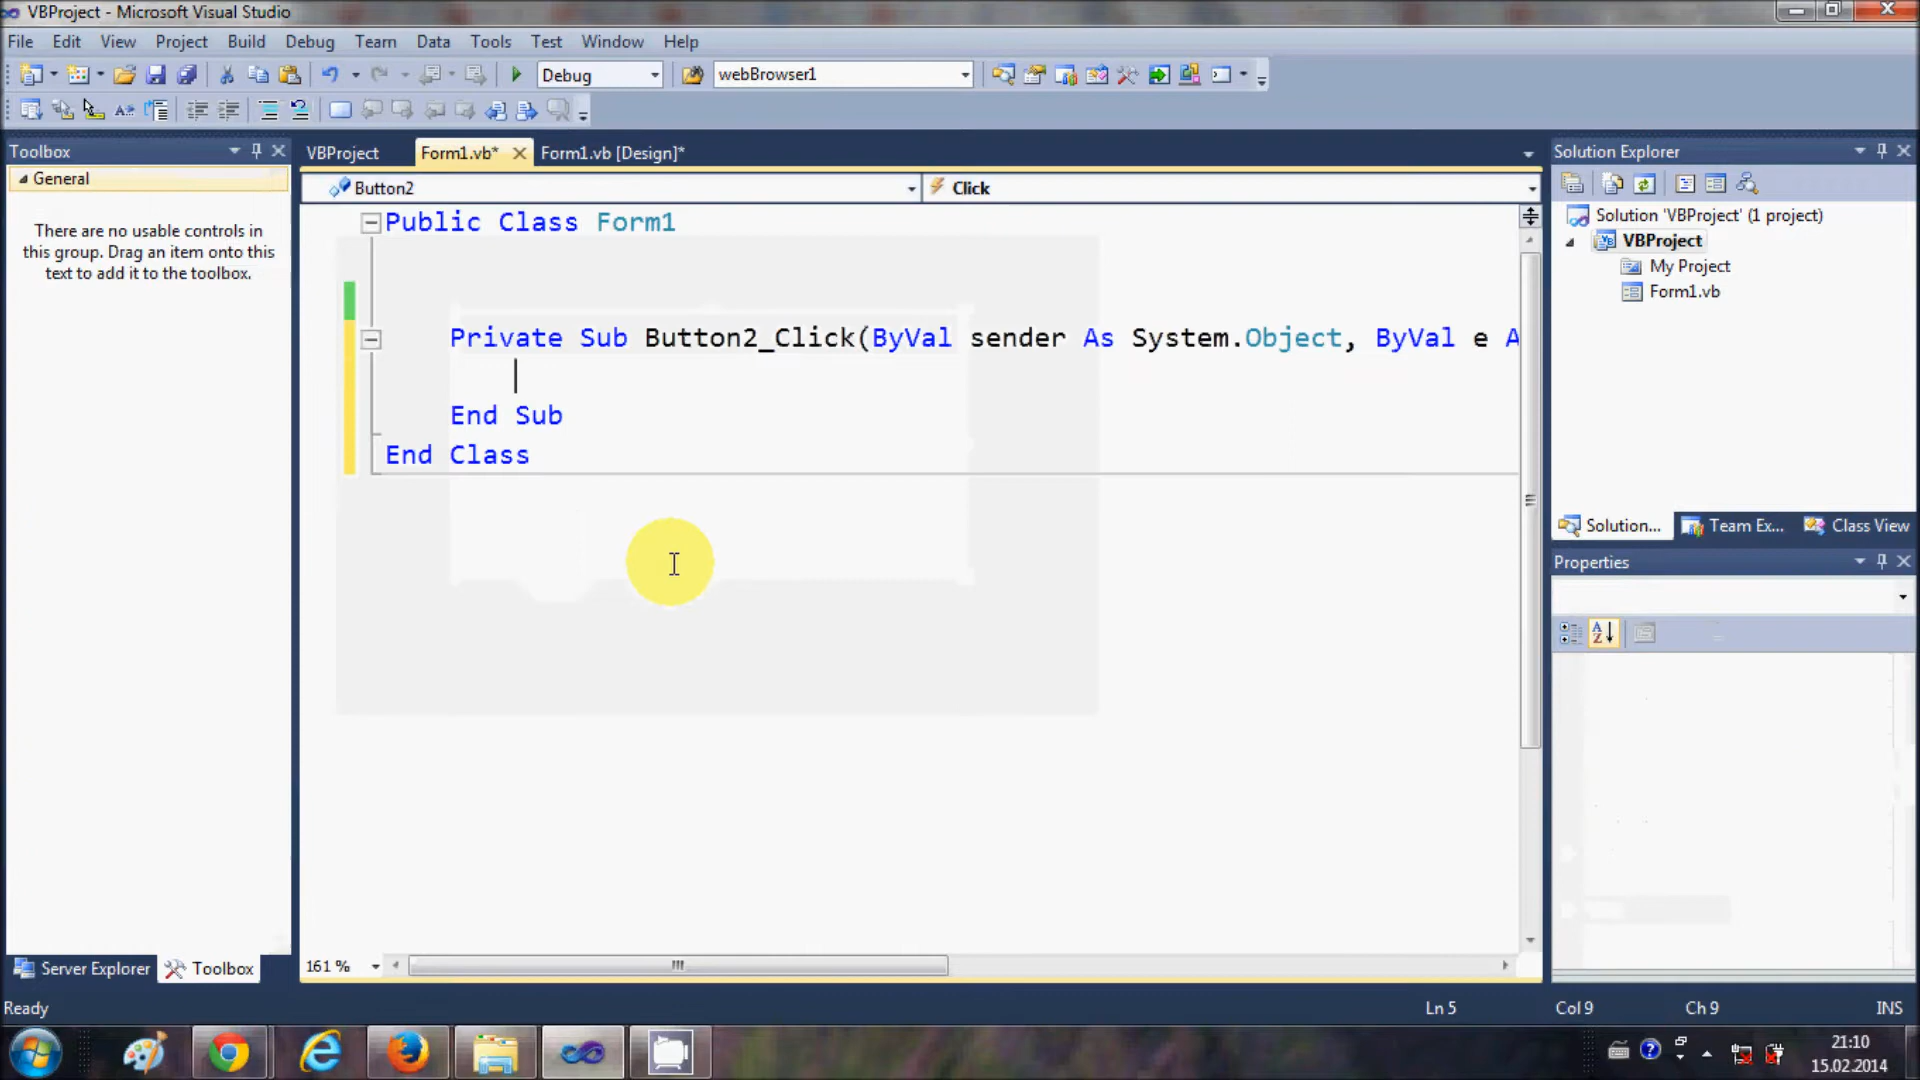 VBProject - Microsoft Visual Studio
File Edit View Project Build Debug Team Data Tools Test Window Help
Debug webBrowser1
Toolbox
General
There are no usable controls in
this group. Drag an item onto this
text to add it to the toolbox.
Server Explorer Toolbox
VBProject Form1.vb* Form1.vb [Design]*
Button2 Click
Public Class Form1
Private Sub Button2_Click(ByVal sender As System.Object, ByVal e A
End Sub
End Class
161 %
Solution Explorer
Solution 'VBProject' (1 project)
VBProject
My Project
Form1.vb
Solution... Team Ex... Class View
Properties
Ready Ln 5 Col 9 Ch 9 INS
21:10
15.02.2014